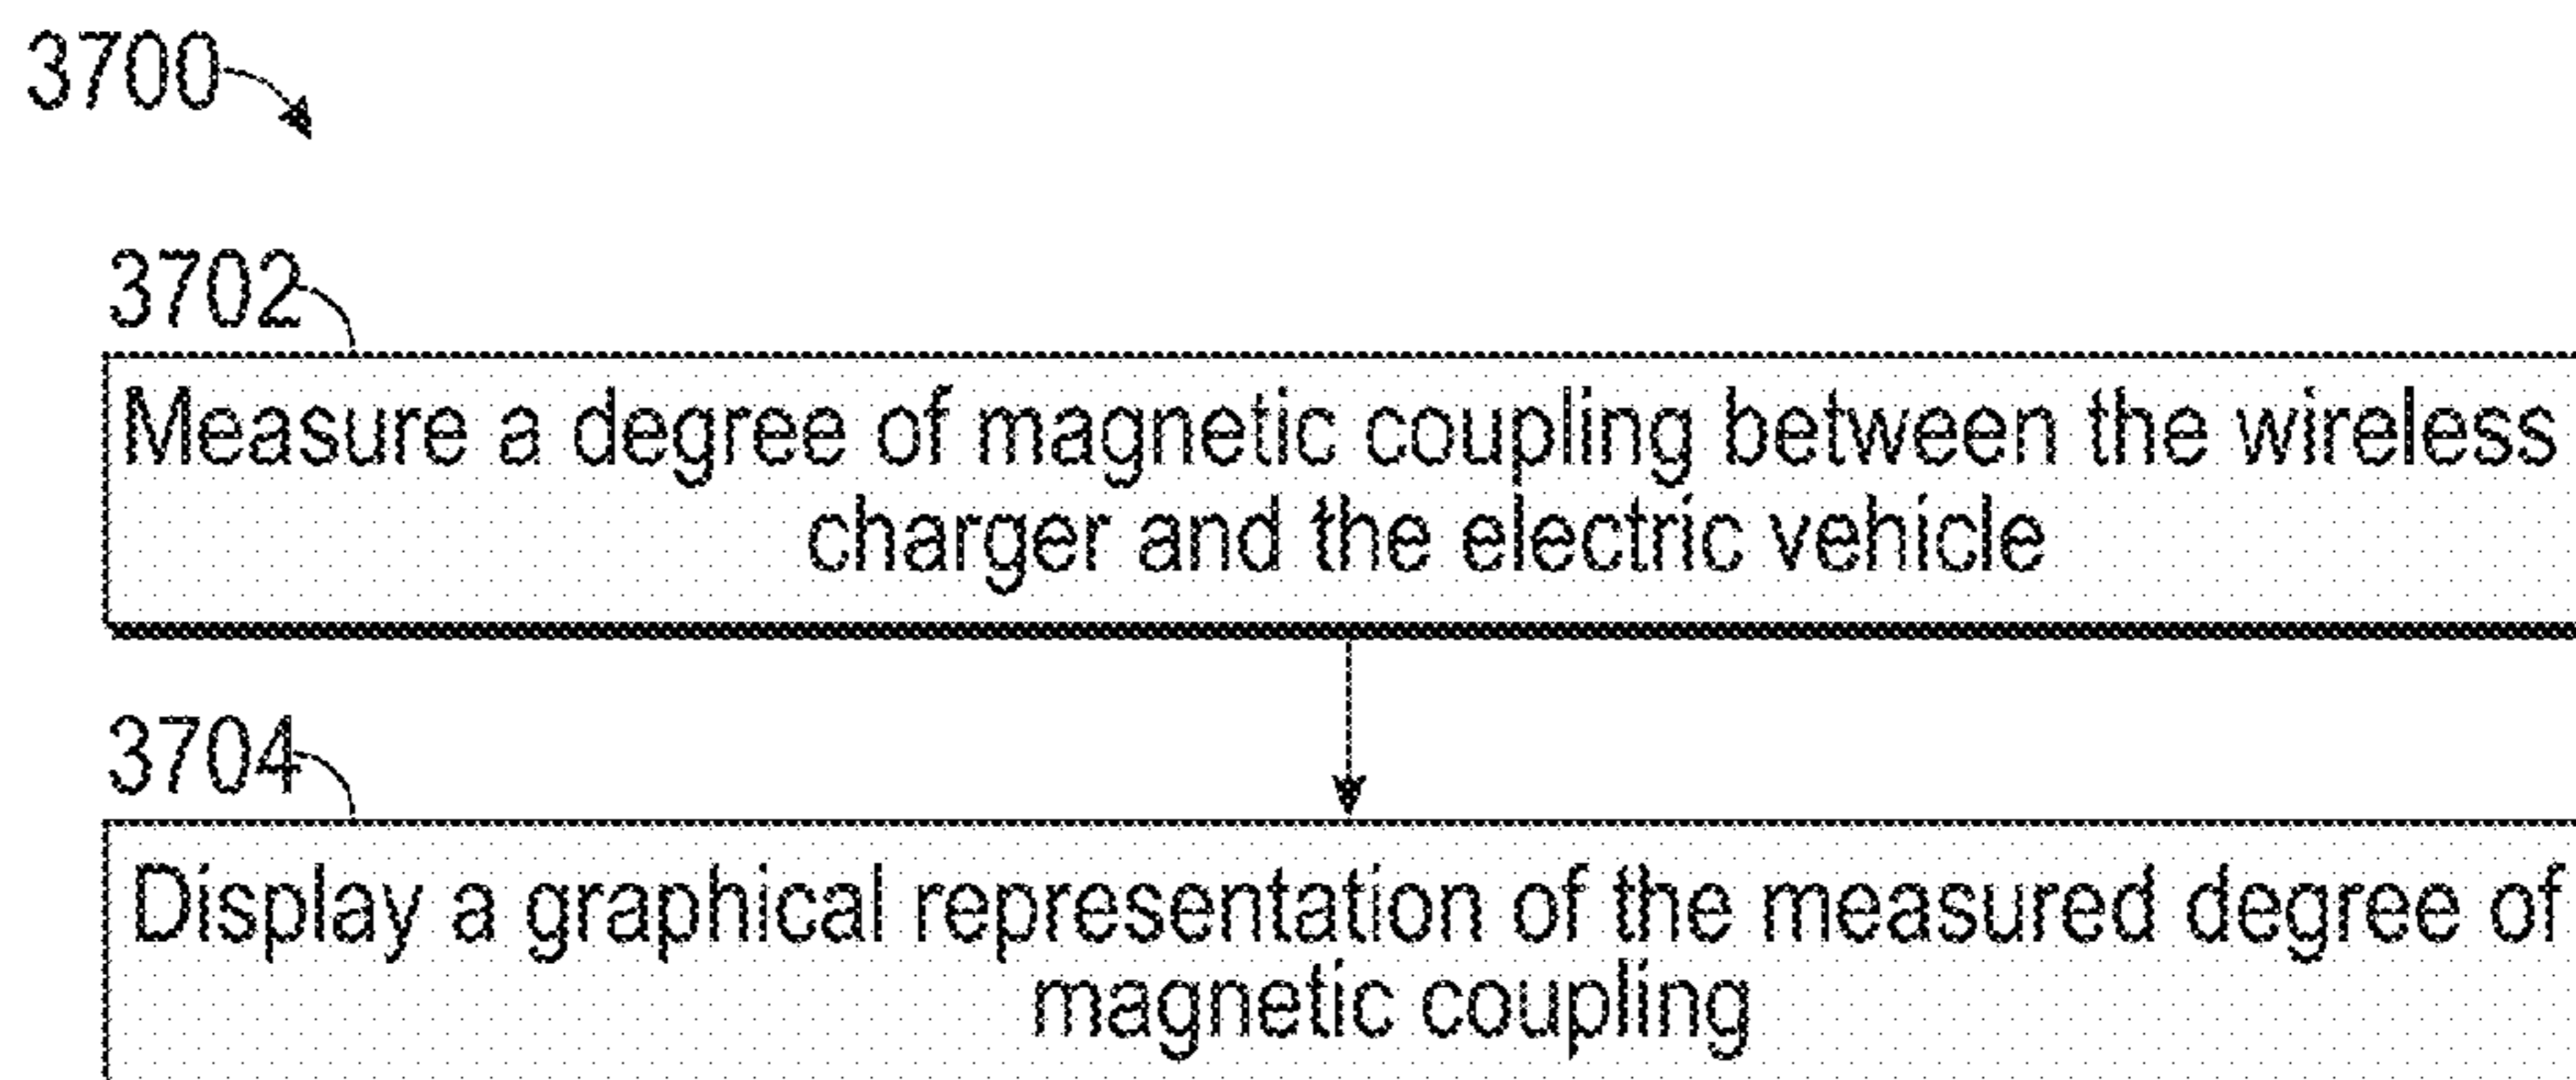 3700
3702
Measure a degree of magnetic coupling between the wireless
charger and the electric vehicle
3704
Display a graphical representation of the measured degree of
magnetic coupling